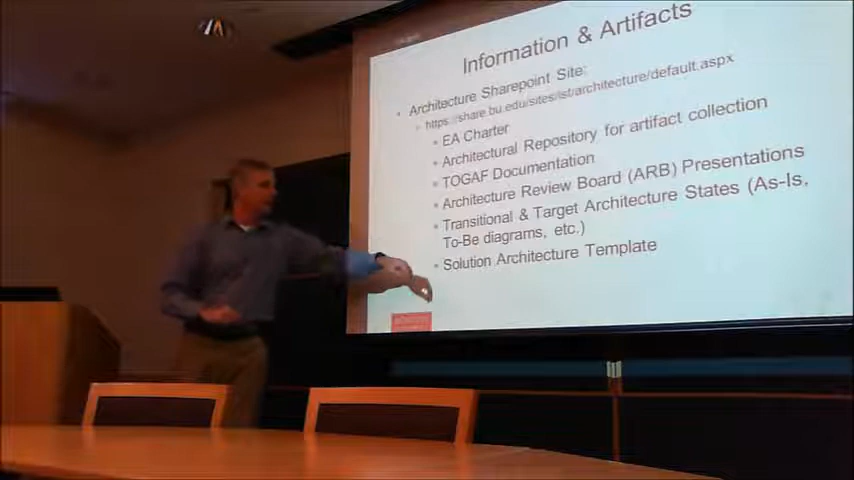 Information & Artifacts
Architecture Sharepoint Site:
https://share.bu.edu/sites/ist/architecture/default.aspx
EA Charter
Architectural Repository for artifact collection
TOGAF Documentation
Architecture Review Board (ARB) Presentations
Transitional & Target Architecture States (As-Is,
To-Be diagrams, etc.)
Solution Architecture Template